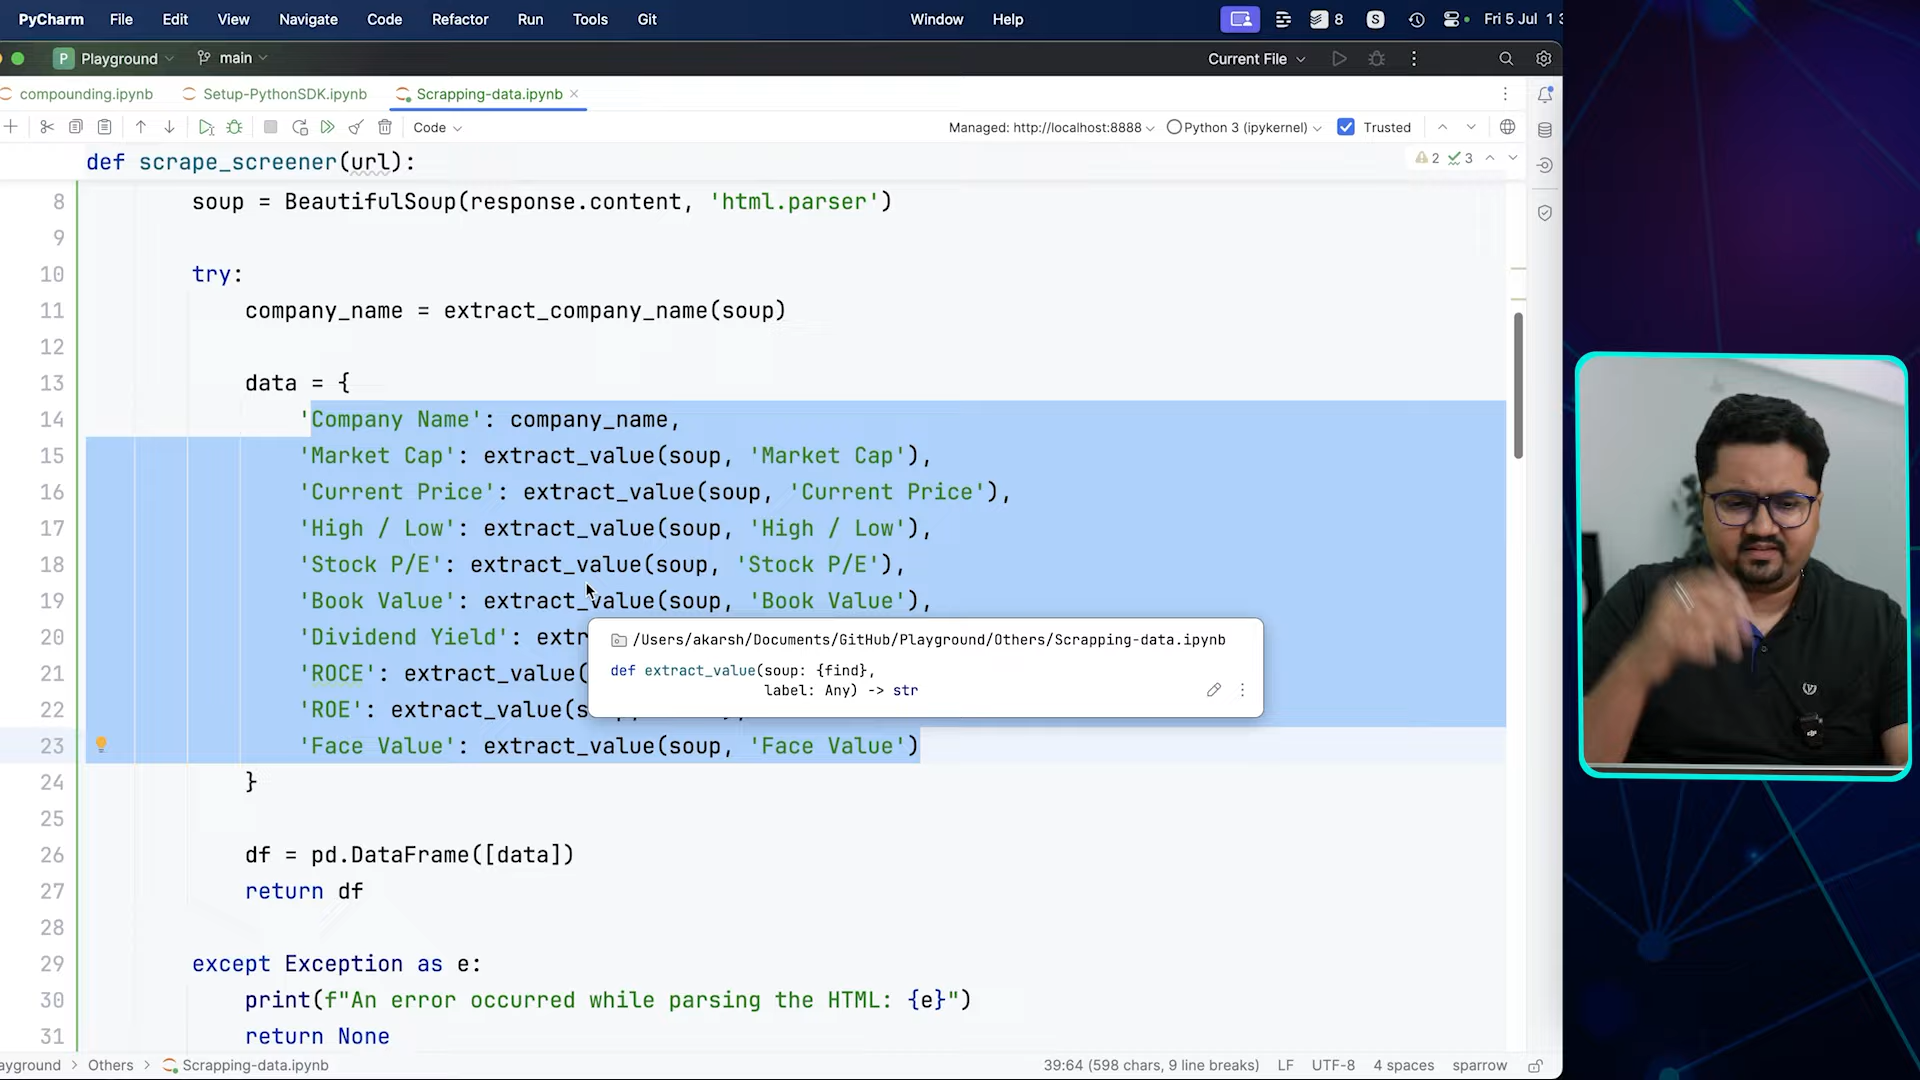 PyCharm File Edit View Navigate Code Refactor Run Tools Git Window Help 8 S Fri 5 Jul 1
P Playground main Current File
compounding.ipynb Setup-PythonSDK.ipynb Scrapping-data.ipynb
Code Managed: http://localhost:8888 Python 3 (ipykernel) Trusted
def scrape_screener(url): 2 3
8 soup = BeautifulSoup(response.content, 'html.parser')
9
10 try:
11 company_name = extract_company_name(soup)
12
13 data = {
14 'Company Name': company_name,
15 'Market Cap': extract_value(soup, 'Market Cap'),
16 'Current Price': extract_value(soup, 'Current Price'),
17 'High / Low': extract_value(soup, 'High / Low'),
18 'Stock P/E': extract_value(soup, 'Stock P/E'),
19 'Book Value': extract_value(soup, 'Book Value'),
20 'Dividend Yield': extr
/Users/akarsh/Documents/GitHub/Playground/Others/Scrapping-data.ipynb
def extract_value(soup: {find},
label: Any) -> str
21 'ROCE': extract_value(
22 'ROE': extract_value(s
23 'Face Value': extract_value(soup, 'Face Value')
24 }
25
26 df = pd.DataFrame([data])
27 return df
28
29 except Exception as e:
30 print(f"An error occurred while parsing the HTML: {e}")
31 return None
ayground Others Scrapping-data.ipynb 39:64 (598 chars, 9 line breaks) LF UTF-8 4 spaces sparrow